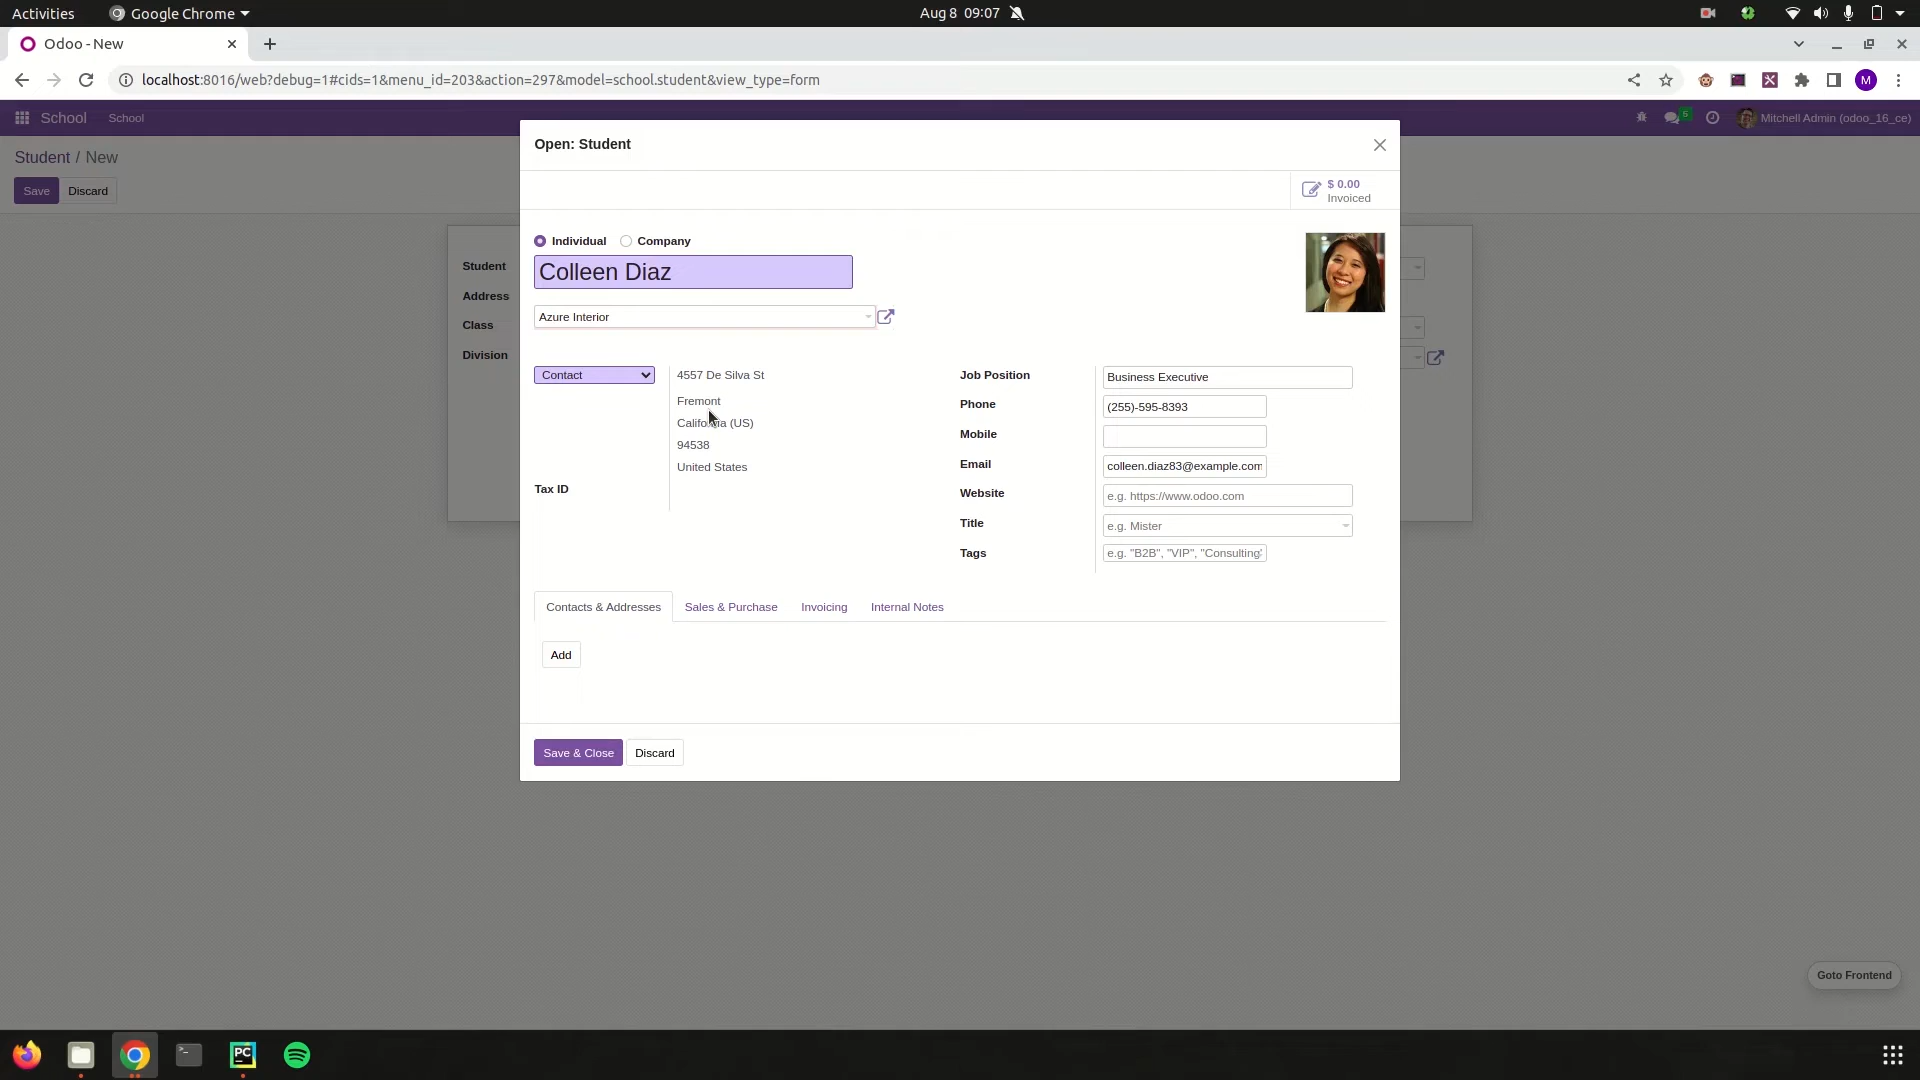 Activities
Google Chrome
Aug 8 09:07
Odoo - New
localhost:8016/web?debug=1#cids=1&menu_id=203&action=297&model=school.student&view_type=form
M
School
School
5
Mitchell Admin (odoo_16_ce)
Student / New
Save
Discard
Student
Address
Class
Division
Open: Student
$ 0.00
Invoiced
Individual
Company
Colleen Diaz
Azure Interior
Contact
4557 De Silva St
Fremont
California (US)
94538
United States
Tax ID
Job Position
Business Executive
Phone
(255)-595-8393
Mobile
Email
colleen.diaz83@example.com
Website
e.g. https://www.odoo.com
Title
e.g. Mister
Tags
e.g. "B2B", "VIP", "Consulting"
Contacts & Addresses
Sales & Purchase
Invoicing
Internal Notes
Add
Save & Close
Discard
Goto Frontend
PC